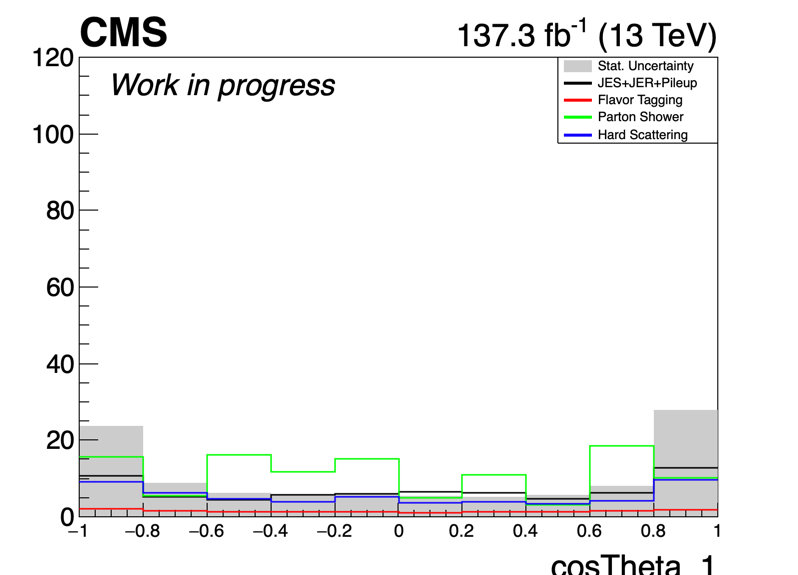 CMS
137.3 fb-1 (13 TeV)
Work in progress
Stat. Uncertainty
JES+JER+Pileup
Flavor Tagging
Parton Shower
Hard Scattering
120
100
80
60
40
20
0
−1 −0.8 −0.6 −0.4 −0.2 0 0.2 0.4 0.6 0.8 1
cosTheta_1